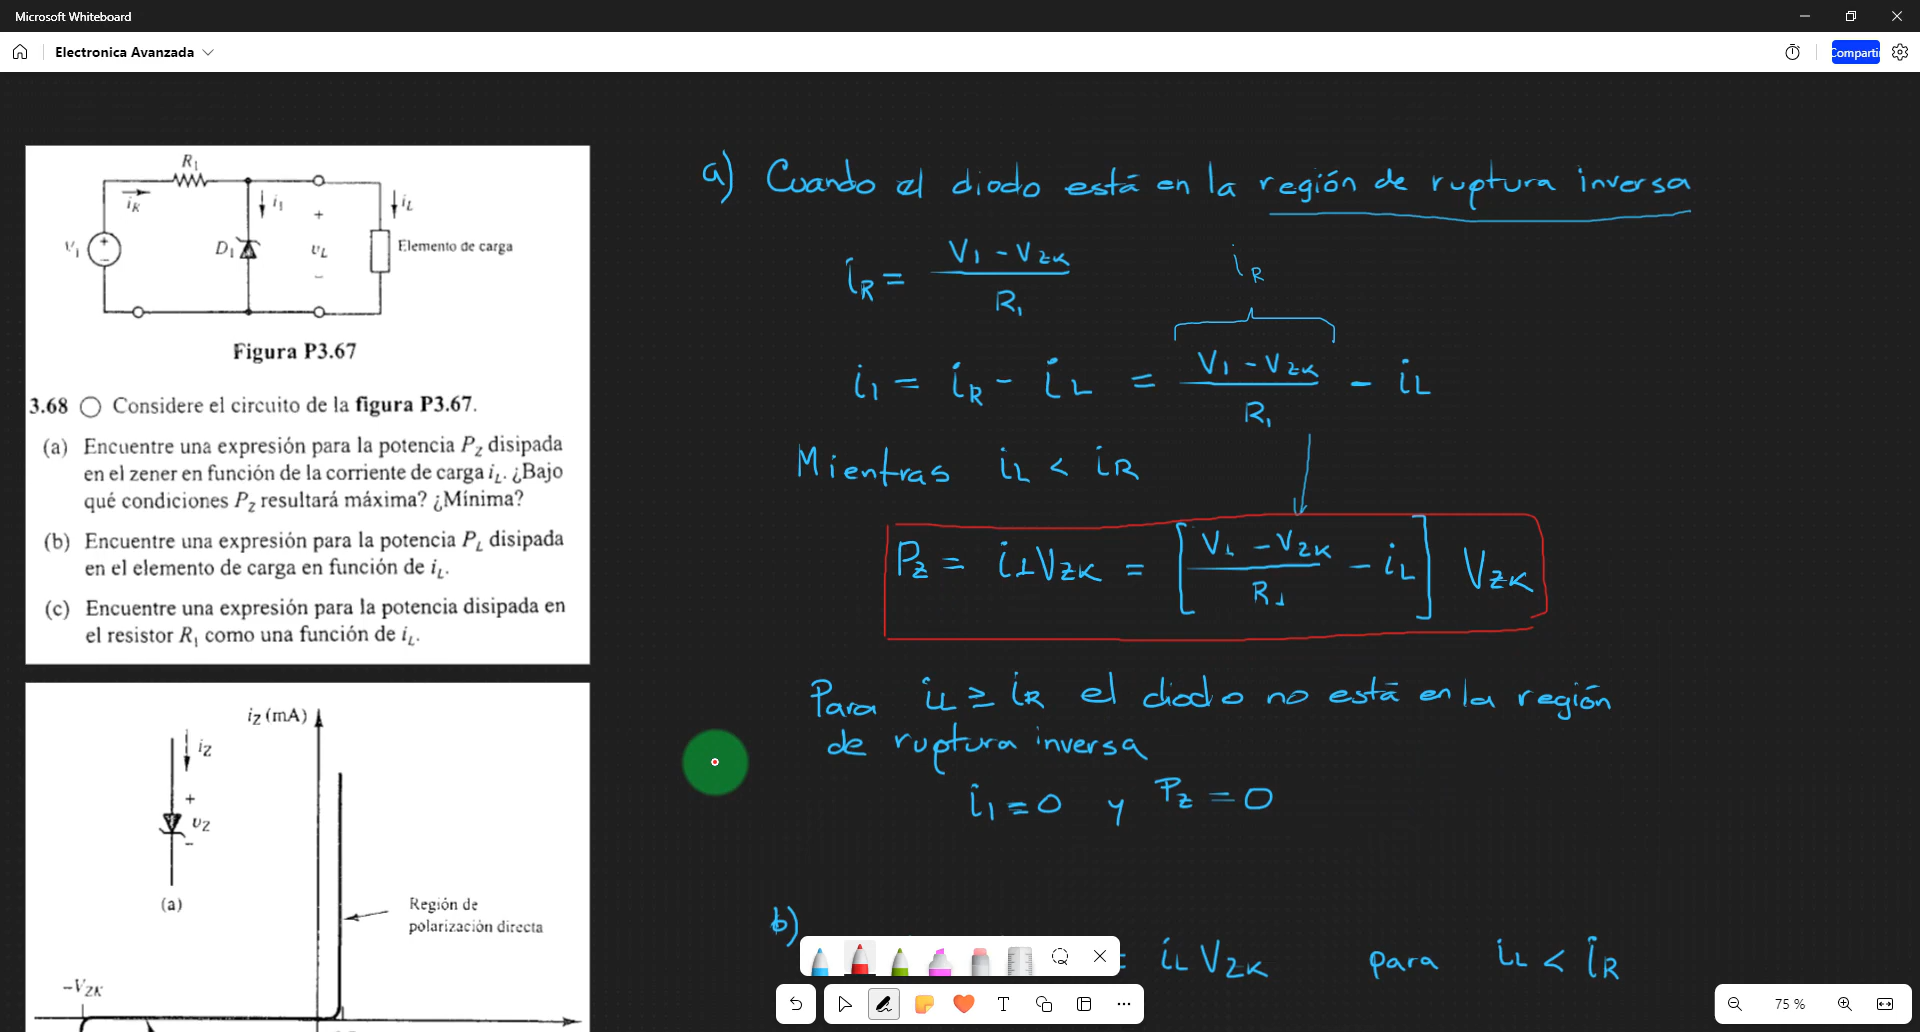 Microsoft Whiteboard
Electronica Avanzada
Comparti
R1
iR
i1
iL
V1
+
-
D1
+
vL
-
Elemento de carga
Figura P3.67
3.68 ○ Considere el circuito de la figura P3.67.
(a) Encuentre una expresión para la potencia PZ disipada
en el zener en función de la corriente de carga iL. ¿Bajo
qué condiciones PZ resultará máxima? ¿Mínima?
(b) Encuentre una expresión para la potencia PL disipada
en el elemento de carga en función de iL.
(c) Encuentre una expresión para la potencia disipada en
el resistor R1 como una función de iL.
iZ (mA)
iZ
+
vZ
-
(a)
Región de
polarización directa
-VZK
a) Cuando el diodo está en la región de ruptura inversa
iR = (V1 - VZK) / R1
iR
i1 = iR - iL = (V1 - VZK) / R1 - iL
Mientras iL < iR
PZ = i1 VZK = [(V1 - VZK) / R1 - iL] VZK
Para iL ≥ iR el diodo no está en la región
de ruptura inversa
i1 = 0 y PZ = 0
b)
= iL VZK para iL < iR
T
75 %